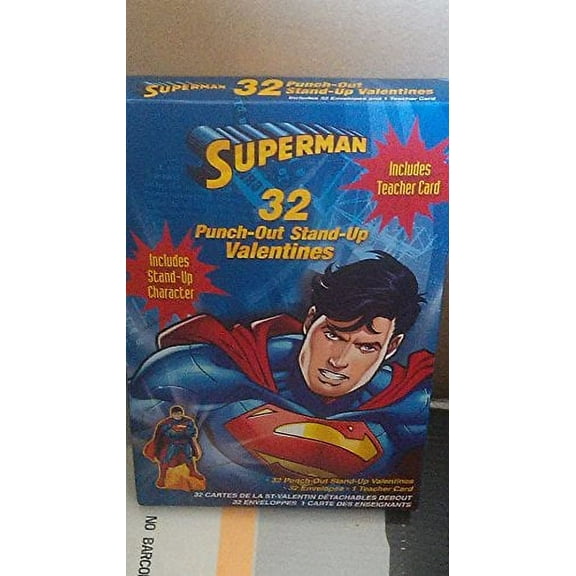 SUPERMAN 32 Punch-Out
Stand-Up Valentines
Includes 32 Envelopes and 1 Teacher Card
SUPERMAN
Includes
Teacher Card
32
Punch-Out Stand-Up
Valentines
Includes
Stand-Up
Character
• 32 Punch-Out Stand-Up Valentines
• 32 Envelopes • 1 Teacher Card
32 CARTES DE LA ST-VALENTIN DÉTACHABLES DEBOUT
32 ENVELOPPES 1 CARTE DES ENSEIGNANTS
NO BARCO